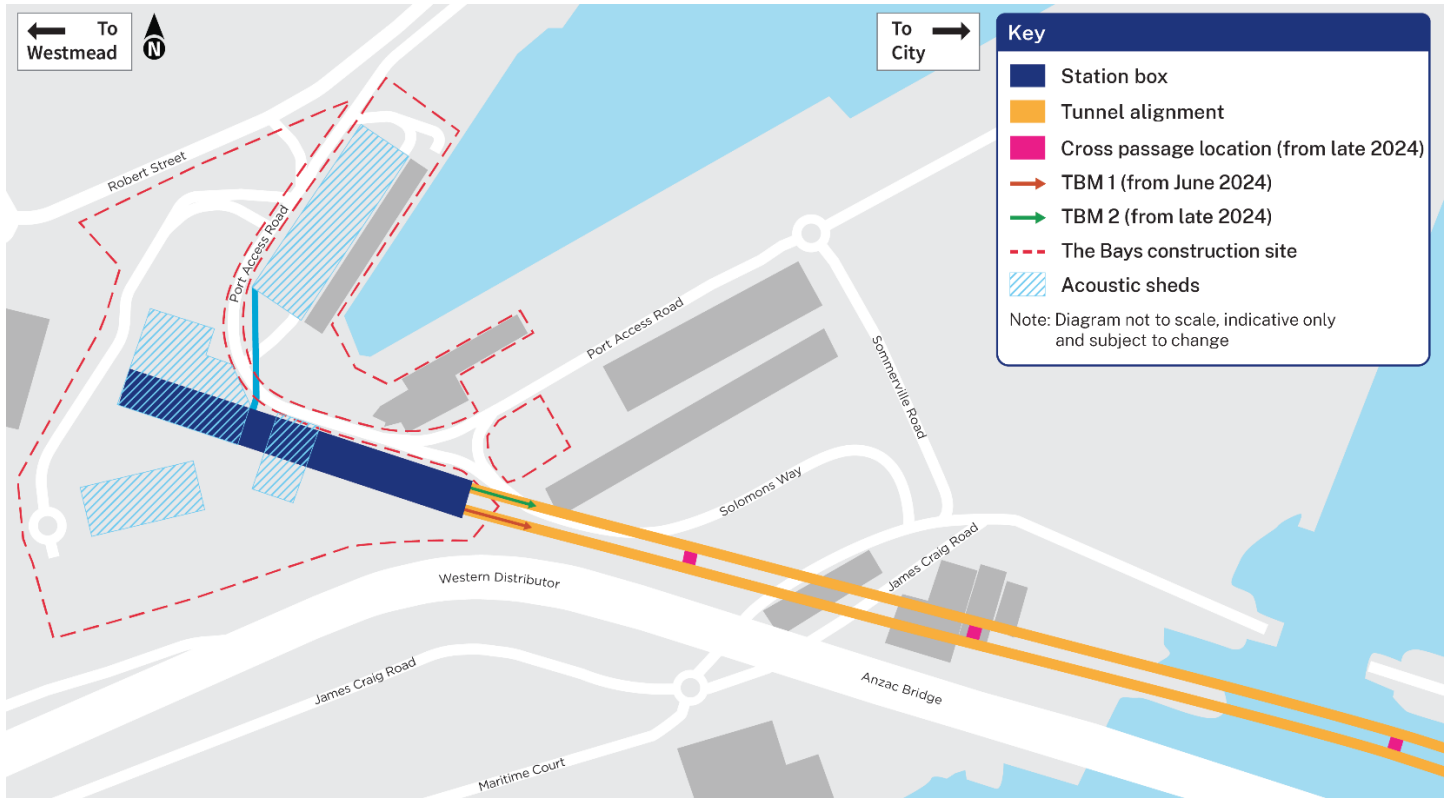 To
Westmead
N
To
City
Key
Station box
Tunnel alignment
Cross passage location (from late 2024)
TBM 1 (from June 2024)
TBM 2 (from late 2024)
The Bays construction site
Acoustic sheds
Note: Diagram not to scale, indicative only
and subject to change
Robert Street
Port Access Road
Port Access Road
Sommerville Road
Solomons Way
James Craig Road
Western Distributor
James Craig Road
Anzac Bridge
Maritime Court